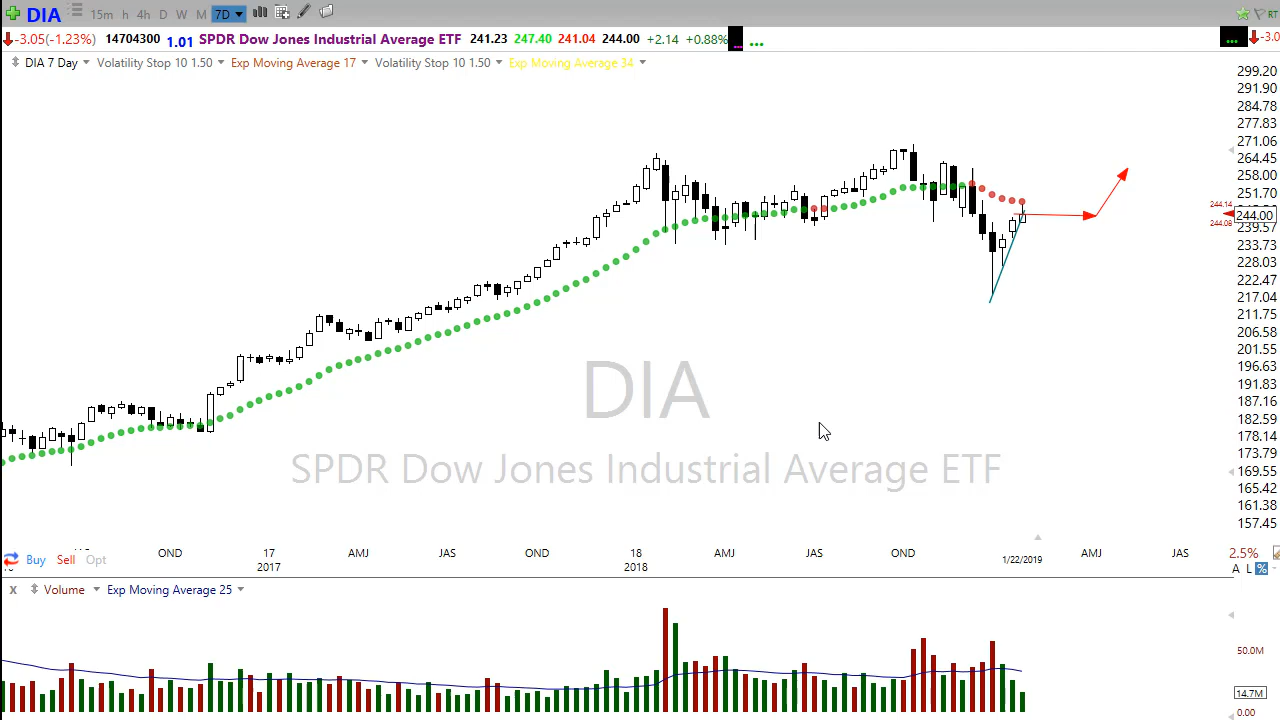 DIA 15m h 4h D W M 7D RT
-3.05(-1.23%) 14704300 1.01 SPDR Dow Jones Industrial Average ETF 241.23 247.40 241.04 244.00 +2.14 +0.88% ... ... ... -3.0
DIA 7 Day Volatility Stop 10 1.50 Exp Moving Average 17 Volatility Stop 10 1.50 Exp Moving Average 34
299.20
291.90
284.78
277.83
271.06
264.45
258.00
251.70
244.14
244.00
244.08
239.57
233.73
228.03
222.47
217.04
211.75
206.58
201.55
196.63
191.83
187.16
182.59
178.14
173.79
169.55
165.42
161.38
157.45
DIA
SPDR Dow Jones Industrial Average ETF
Buy Sell Opt
OND 17 AMJ JAS OND 18 AMJ JAS OND 1/22/2019 AMJ JAS 2.5%
2017 2018 A L %
X Volume Exp Moving Average 25
50.0M
14.7M
0.00